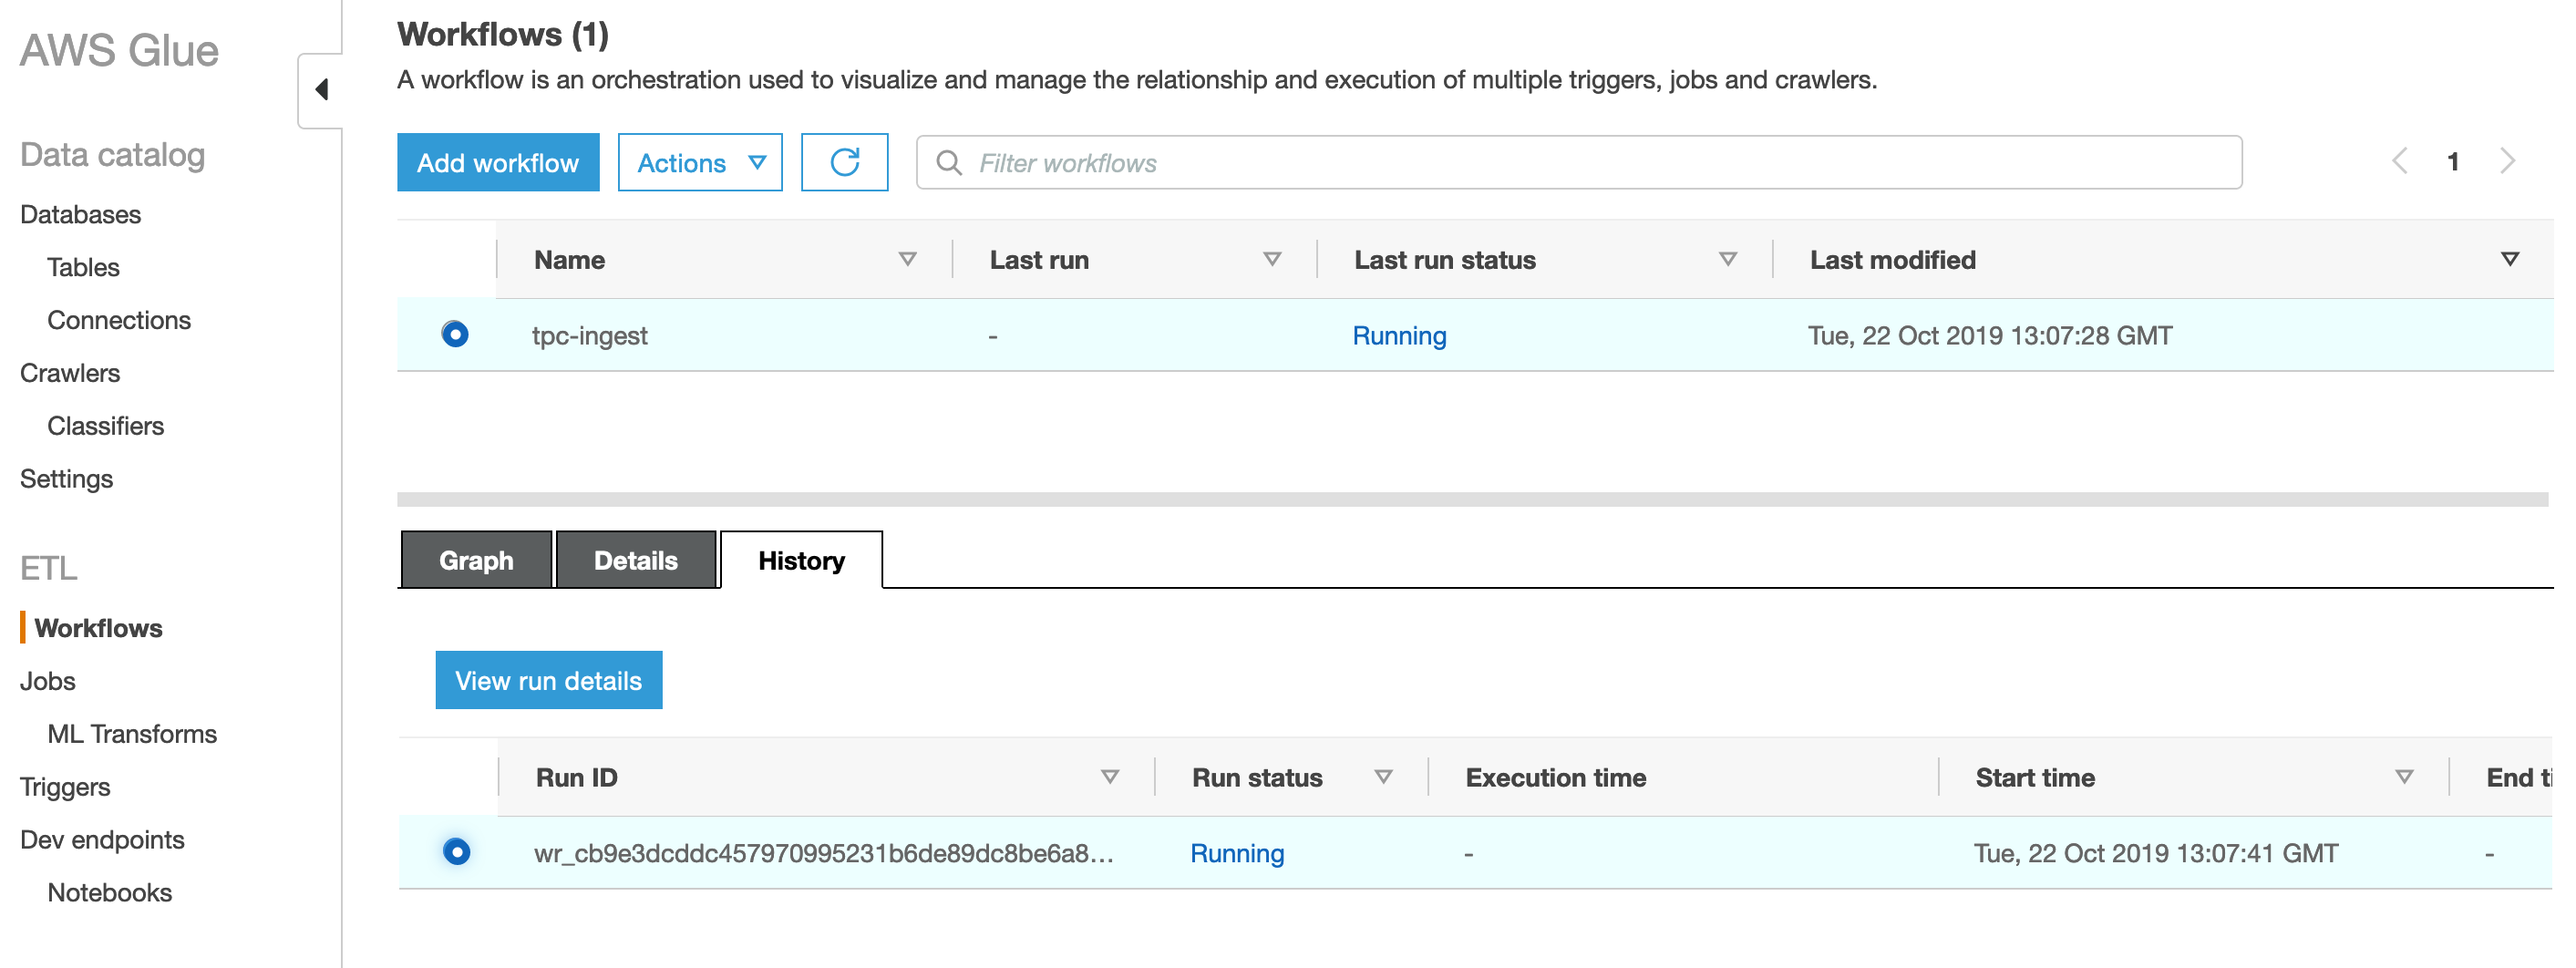 AWS Glue
Data catalog
Databases
Tables
Connections
Crawlers
Classifiers
Settings
ETL
Workflows
Jobs
ML Transforms
Triggers
Dev endpoints
Notebooks
Workflows (1)
A workflow is an orchestration used to visualize and manage the relationship and execution of multiple triggers, jobs and crawlers.
Add workflow Actions Filter workflows 1
Name Last run Last run status Last modified
tpc-ingest - Running Tue, 22 Oct 2019 13:07:28 GMT
Graph Details History
View run details
Run ID Run status Execution time Start time End ti
wr_cb9e3dcddc457970995231b6de89dc8be6a8... Running - Tue, 22 Oct 2019 13:07:41 GMT -